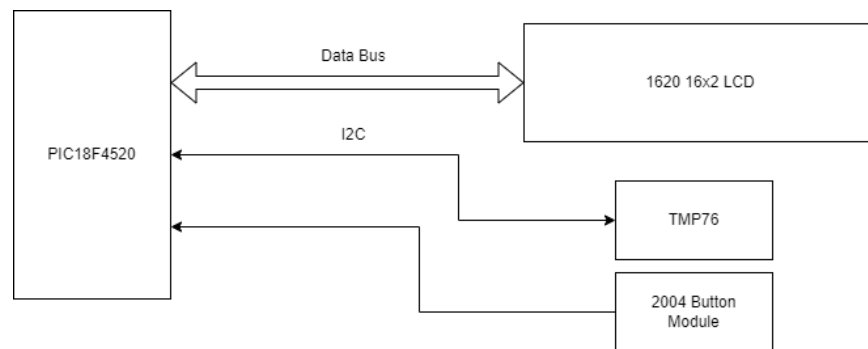 Data Bus
1620 16x2 LCD
I2C
PIC18F4520
TMP76
2004 Button
Module